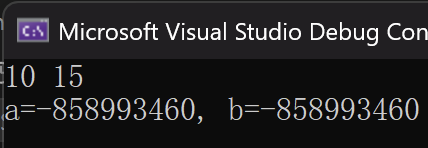 C:\
Microsoft Visual Studio Debug Con
10 15
a=-858993460, b=-858993460